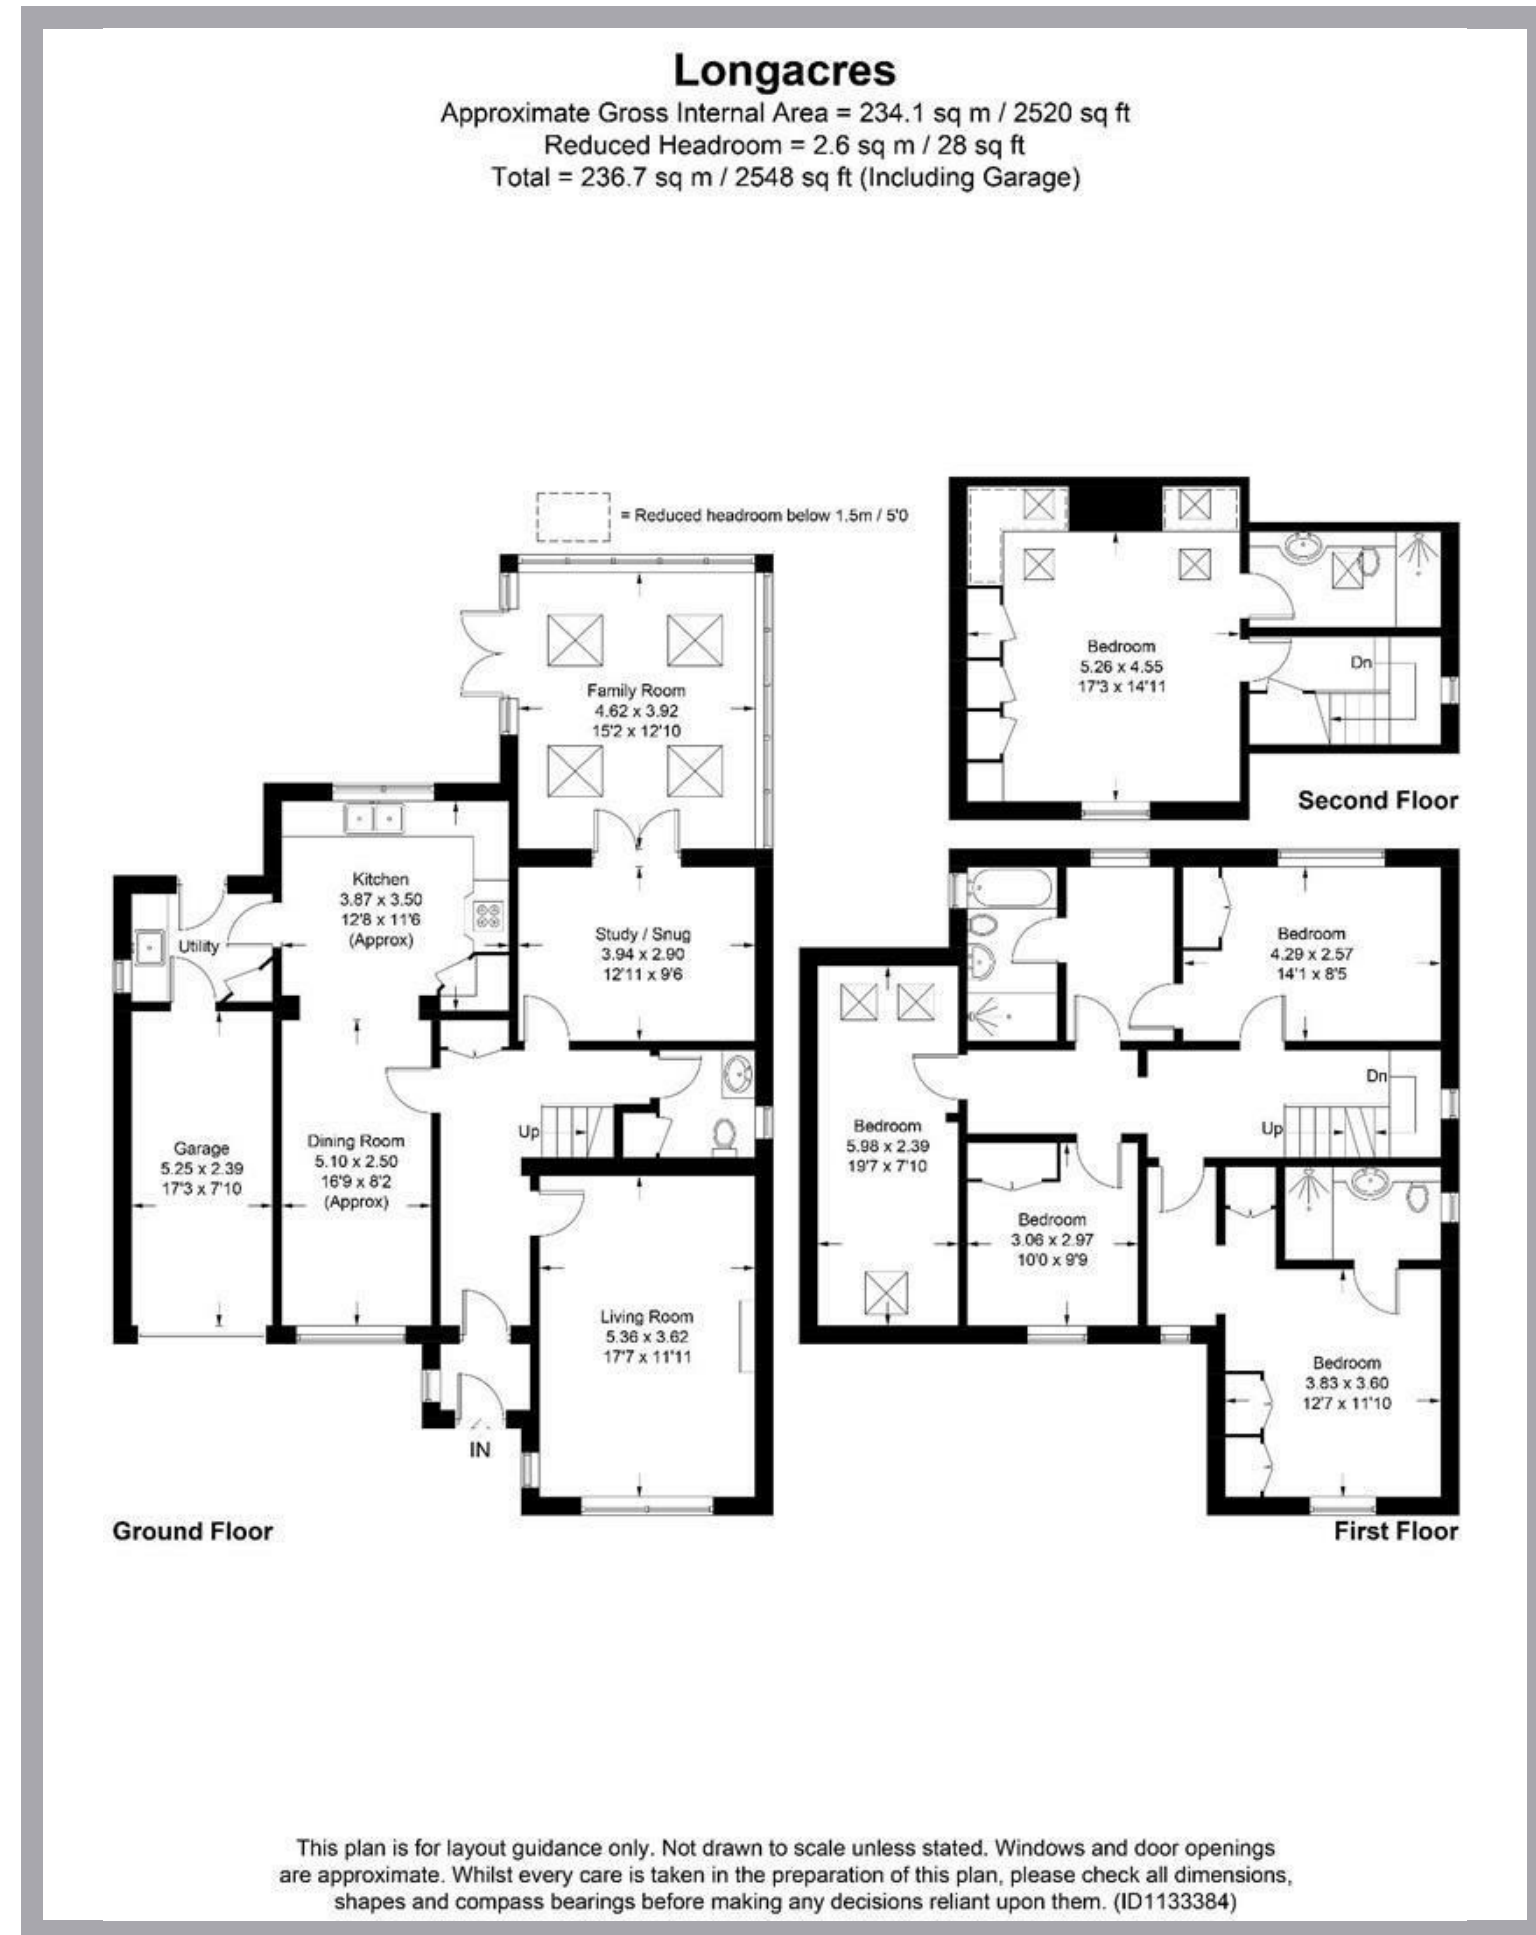 Longacres
Approximate Gross Internal Area = 234.1 sq m / 2520 sq ft
Reduced Headroom = 2.6 sq m / 28 sq ft
Total = 236.7 sq m / 2548 sq ft (Including Garage)
= Reduced headroom below 1.5m / 5'0
Family Room
4.62 x 3.92
15'2 x 12'10
Kitchen
3.87 x 3.50
12'8 x 11'6
(Approx)
Utility
Study / Snug
3.94 x 2.90
12'11 x 9'6
Garage
5.25 x 2.39
17'3 x 7'10
Dining Room
5.10 x 2.50
16'9 x 8'2
(Approx)
Up
Living Room
5.36 x 3.62
17'7 x 11'11
IN
Ground Floor
Bedroom
5.26 x 4.55
17'3 x 14'11
Dn
Second Floor
Bedroom
4.29 x 2.57
14'1 x 8'5
Dn
Up
Bedroom
5.98 x 2.39
19'7 x 7'10
Bedroom
3.06 x 2.97
10'0 x 9'9
Bedroom
3.83 x 3.60
12'7 x 11'10
First Floor
This plan is for layout guidance only. Not drawn to scale unless stated. Windows and door openings
are approximate. Whilst every care is taken in the preparation of this plan, please check all dimensions,
shapes and compass bearings before making any decisions reliant upon them. (ID1133384)